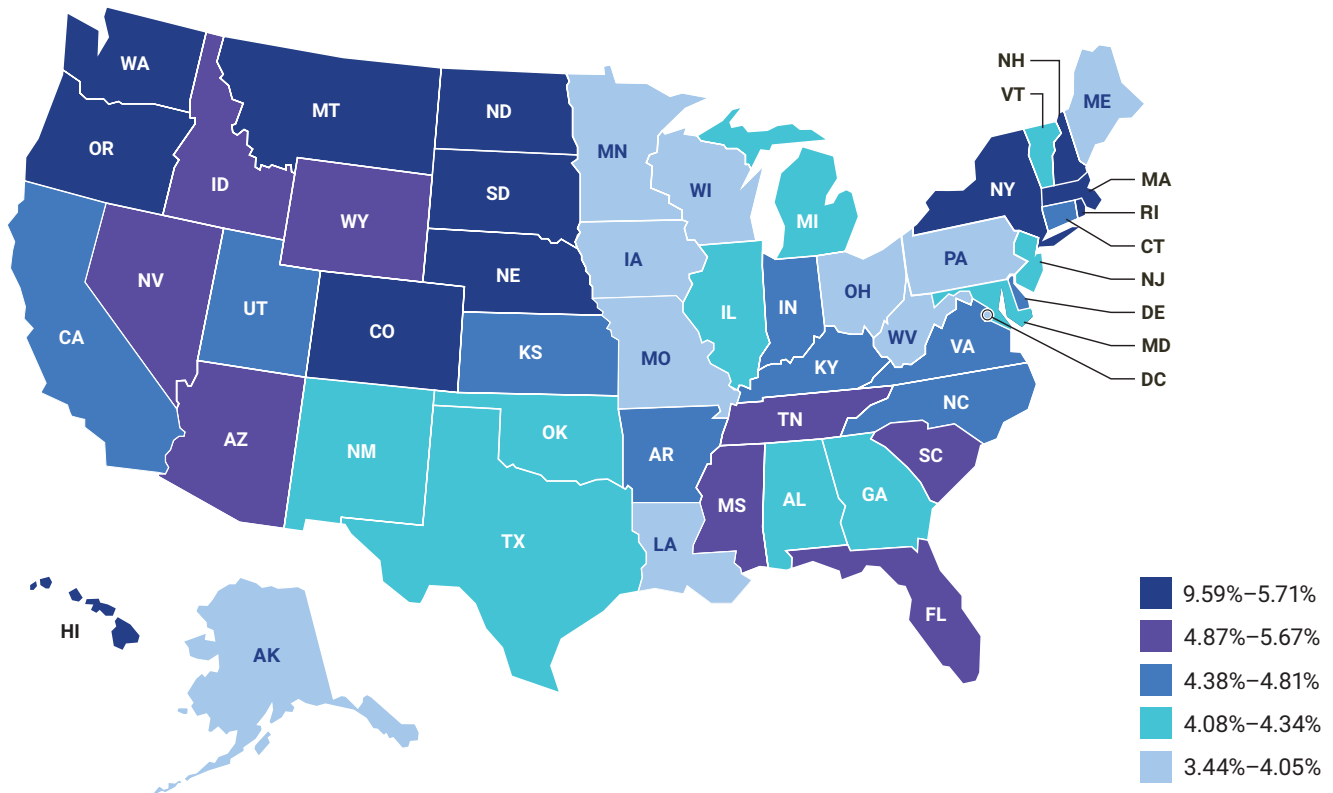 WA
MT
ND
OR
ID
SD
WY
MN
WI
NE
IA
NV
UT
CO
CA
KS
MO
IL
IN
OH
MI
PA
NY
NH
VT
ME
MA
RI
CT
NJ
DE
MD
DC
WV
VA
KY
NC
TN
AZ
NM
OK
AR
SC
MS
AL
GA
TX
LA
FL
HI
AK
9.59%–5.71%
4.87%–5.67%
4.38%–4.81%
4.08%–4.34%
3.44%–4.05%